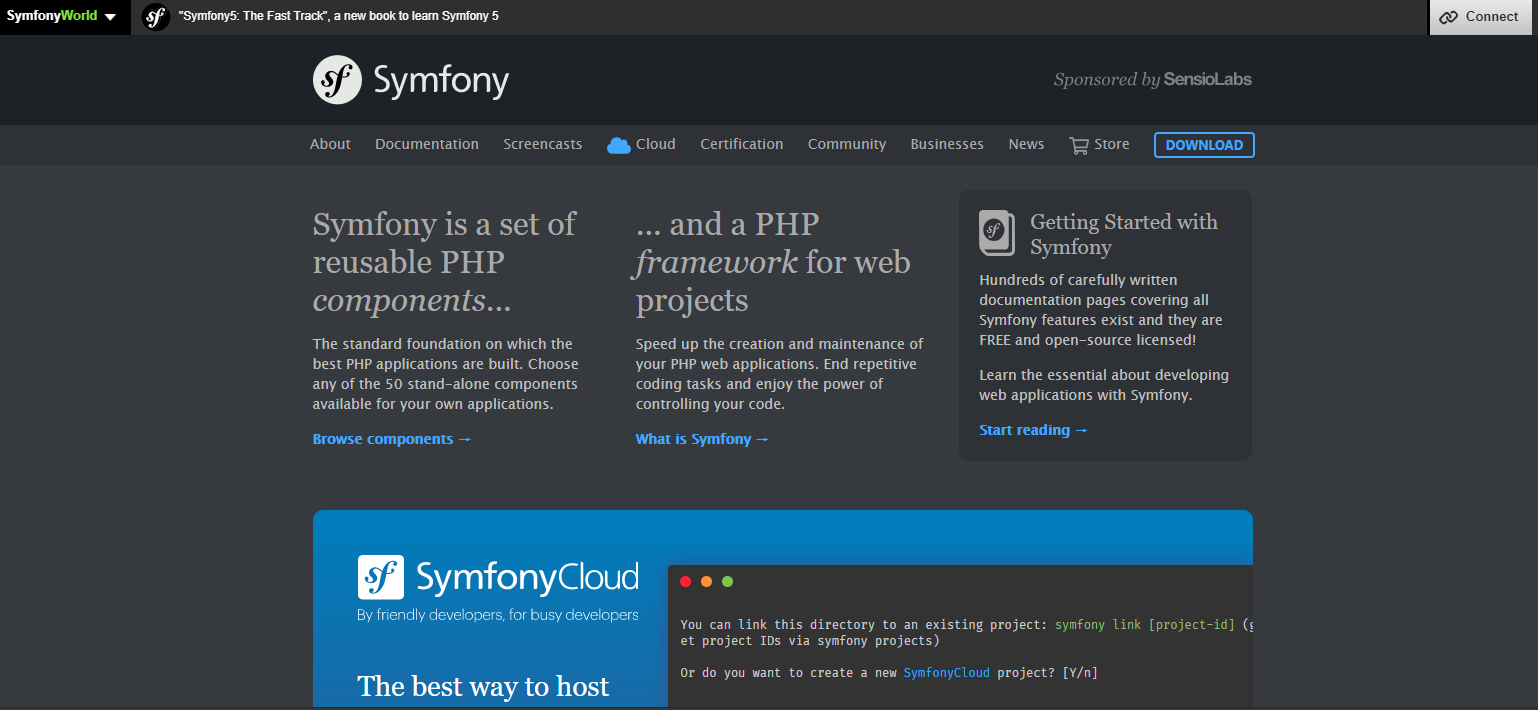 SymfonyWorld
"Symfony5: The Fast Track", a new book to learn Symfony 5
Connect
sf Symfony
Sponsored by SensioLabs
About Documentation Screencasts Cloud Certification Community Businesses News Store DOWNLOAD
Symfony is a set of
reusable PHP
components...
The standard foundation on which the
best PHP applications are built. Choose
any of the 50 stand-alone components
available for your own applications.
Browse components →
... and a PHP
framework for web
projects
Speed up the creation and maintenance of
your PHP web applications. End repetitive
coding tasks and enjoy the power of
controlling your code.
What is Symfony →
Getting Started with
Symfony
Hundreds of carefully written
documentation pages covering all
Symfony features exist and they are
FREE and open-source licensed!
Learn the essential about developing
web applications with Symfony.
Start reading →
sf SymfonyCloud
By friendly developers, for busy developers
The best way to host
You can link this directory to an existing project: symfony link [project-id] (g
et project IDs via symfony projects)
Or do you want to create a new SymfonyCloud project? [Y/n]